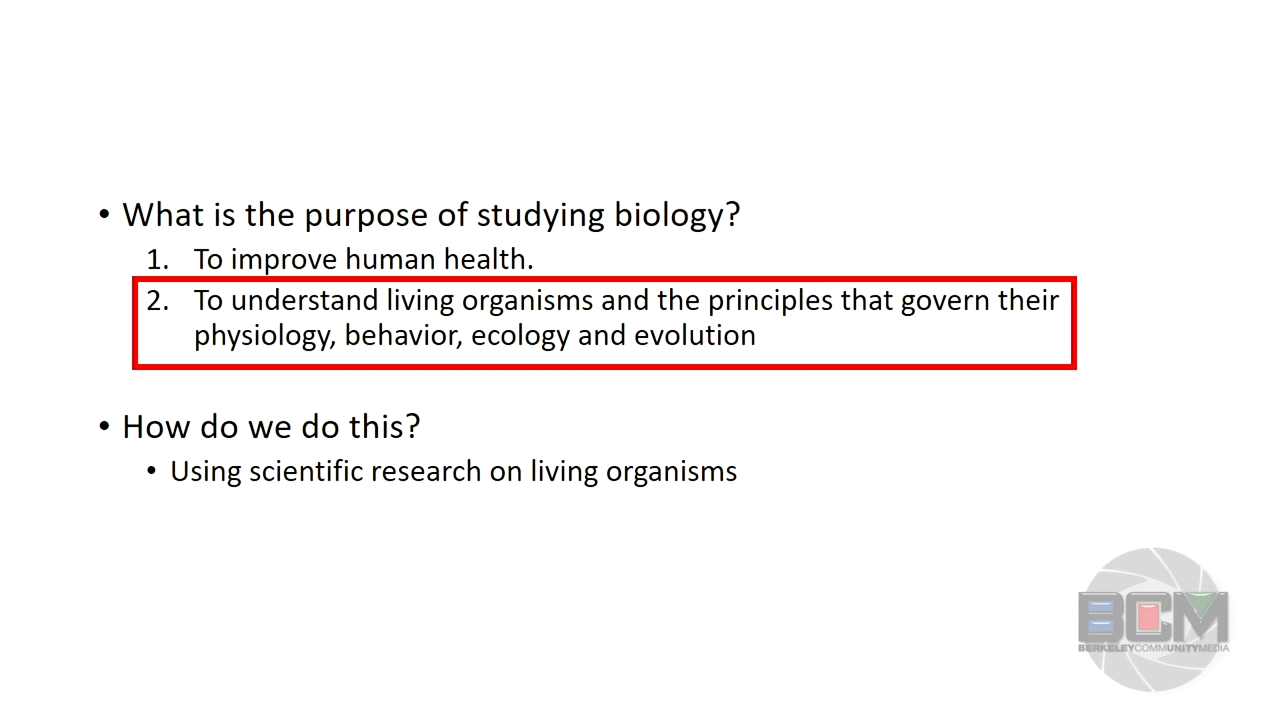 • What is the purpose of studying biology?
1. To improve human health.
2. To understand living organisms and the principles that govern their
physiology, behavior, ecology and evolution
• How do we do this?
• Using scientific research on living organisms
BCM
BERKELEYCOMMUNITYMEDIA